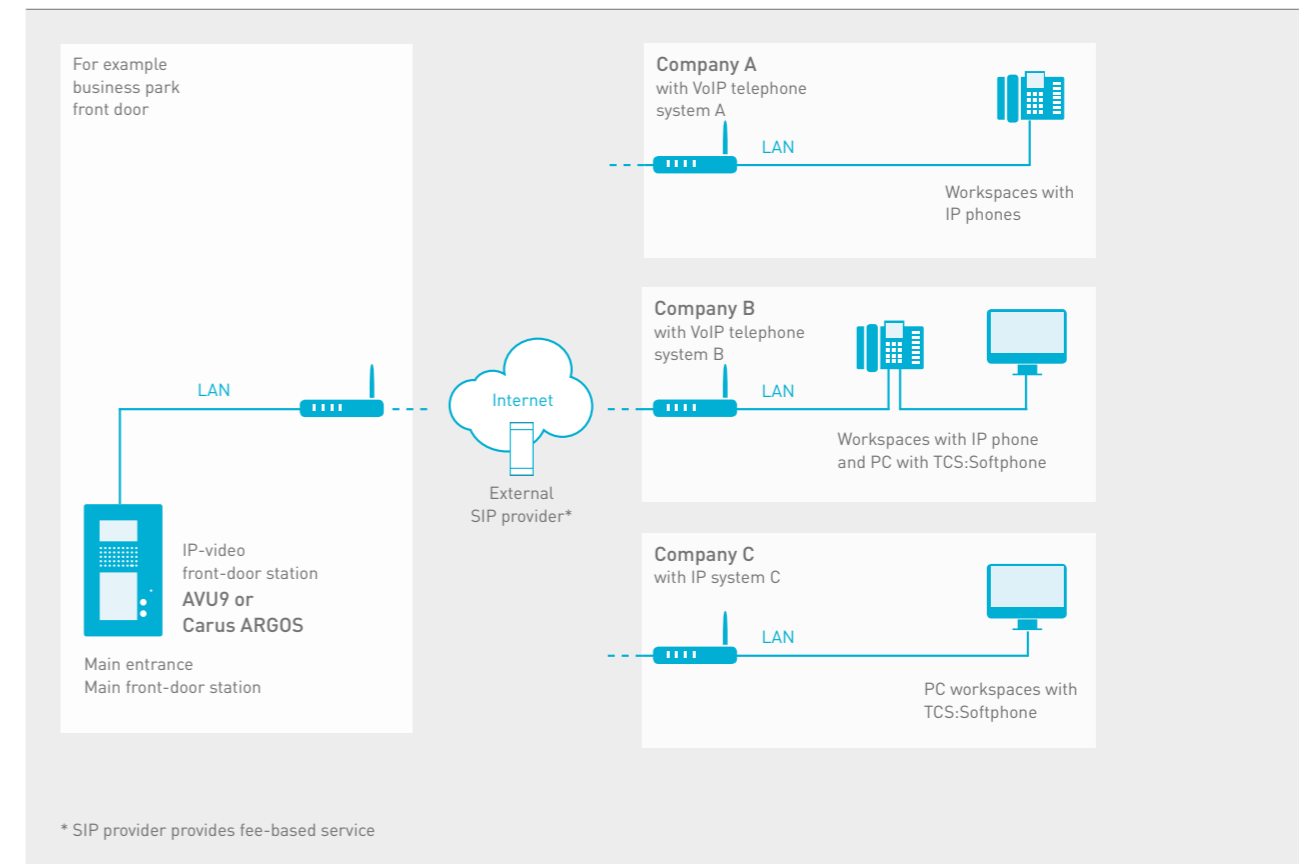 For example
business park
front door
LAN
IP-video
front-door station
AVU9 or
Carus ARGOS
Main entrance
Main front-door station
Internet
External
SIP provider*
Company A
with VoIP telephone
system A
LAN
Workspaces with
IP phones
Company B
with VoIP telephone
system B
LAN
Workspaces with IP phone
and PC with TCS:Softphone
Company C
with IP system C
LAN
PC workspaces with
TCS:Softphone
* SIP provider provides fee-based service